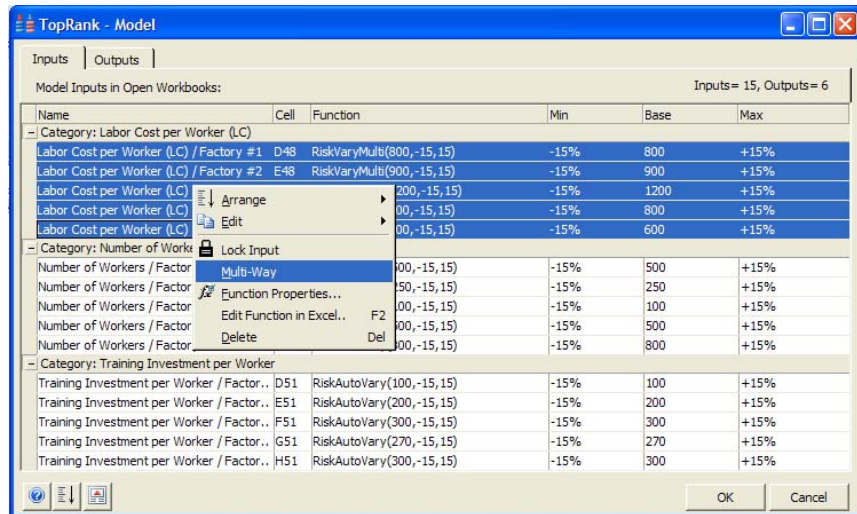 TopRank - Model
Inputs Outputs
Model Inputs in Open Workbooks: Inputs= 15, Outputs= 6
Name Cell Function Min Base Max
Category: Labor Cost per Worker (LC)
Labor Cost per Worker (LC) / Factory #1 D48 RiskVaryMulti(800,-15,15) -15% 800 +15%
Labor Cost per Worker (LC) / Factory #2 E48 RiskVaryMulti(900,-15,15) -15% 900 +15%
Labor Cost per Worker (LC) 200,-15,15) -15% 1200 +15%
Labor Cost per Worker (LC) 00,-15,15) -15% 800 +15%
Labor Cost per Worker (LC) 00,-15,15) -15% 600 +15%
Arrange
Edit
Lock Input
Multi-Way
Function Properties...
Edit Function in Excel.. F2
Delete Del
Category: Number of Worke
Number of Workers / Factor 500,-15,15) -15% 500 +15%
Number of Workers / Factor 250,-15,15) -15% 250 +15%
Number of Workers / Factor 100,-15,15) -15% 100 +15%
Number of Workers / Factor 500,-15,15) -15% 500 +15%
Number of Workers / Factor 00,-15,15) -15% 800 +15%
Category: Training Investment per Worker
Training Investment per Worker / Factor.. D51 RiskAutoVary(100,-15,15) -15% 100 +15%
Training Investment per Worker / Factor.. E51 RiskAutoVary(200,-15,15) -15% 200 +15%
Training Investment per Worker / Factor.. F51 RiskAutoVary(300,-15,15) -15% 300 +15%
Training Investment per Worker / Factor.. G51 RiskAutoVary(270,-15,15) -15% 270 +15%
Training Investment per Worker / Factor.. H51 RiskAutoVary(300,-15,15) -15% 300 +15%
OK Cancel